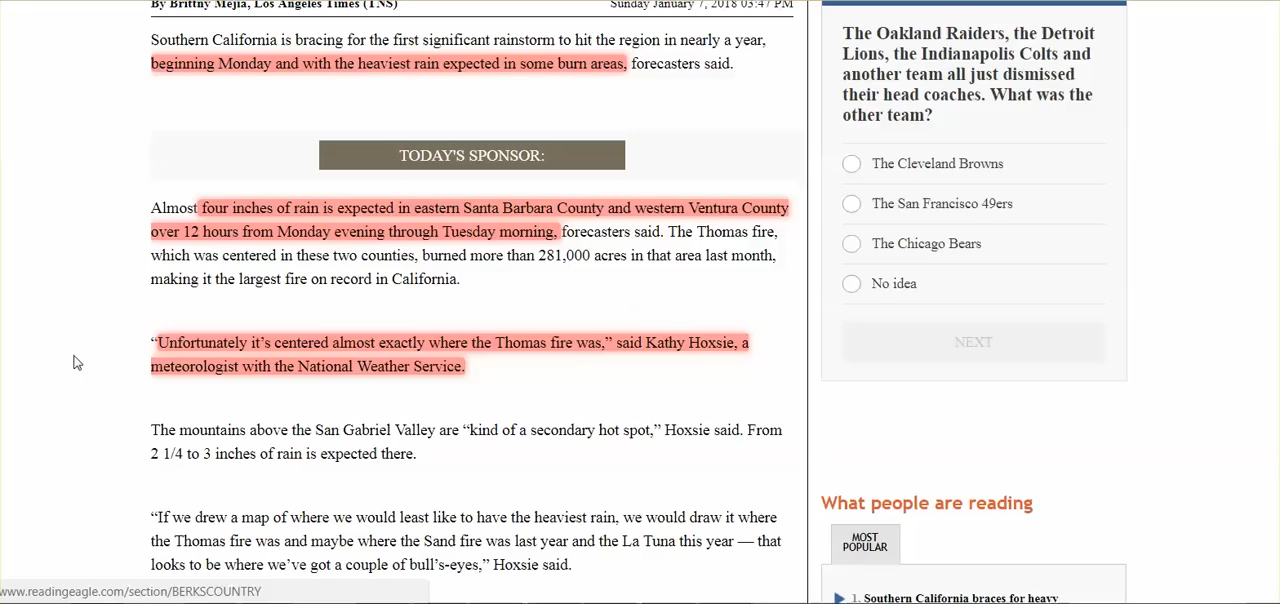 By Brittny Mejia, Los Angeles Times (TNS)
Sunday January 7, 2018 03:47 PM
Southern California is bracing for the first significant rainstorm to hit the region in nearly a year,
beginning Monday and with the heaviest rain expected in some burn areas, forecasters said.
TODAY'S SPONSOR:
Almost four inches of rain is expected in eastern Santa Barbara County and western Ventura County
over 12 hours from Monday evening through Tuesday morning, forecasters said. The Thomas fire,
which was centered in these two counties, burned more than 281,000 acres in that area last month,
making it the largest fire on record in California.
“Unfortunately it’s centered almost exactly where the Thomas fire was,” said Kathy Hoxsie, a
meteorologist with the National Weather Service.
The mountains above the San Gabriel Valley are “kind of a secondary hot spot,” Hoxsie said. From
2 1/4 to 3 inches of rain is expected there.
“If we drew a map of where we would least like to have the heaviest rain, we would draw it where
the Thomas fire was and maybe where the Sand fire was last year and the La Tuna this year — that
looks to be where we’ve got a couple of bull’s-eyes,” Hoxsie said.
www.readingeagle.com/section/BERKSCOUNTRY
The Oakland Raiders, the Detroit
Lions, the Indianapolis Colts and
another team all just dismissed
their head coaches. What was the
other team?
The Cleveland Browns
The San Francisco 49ers
The Chicago Bears
No idea
NEXT
What people are reading
MOST
POPULAR
1. Southern California braces for heavy